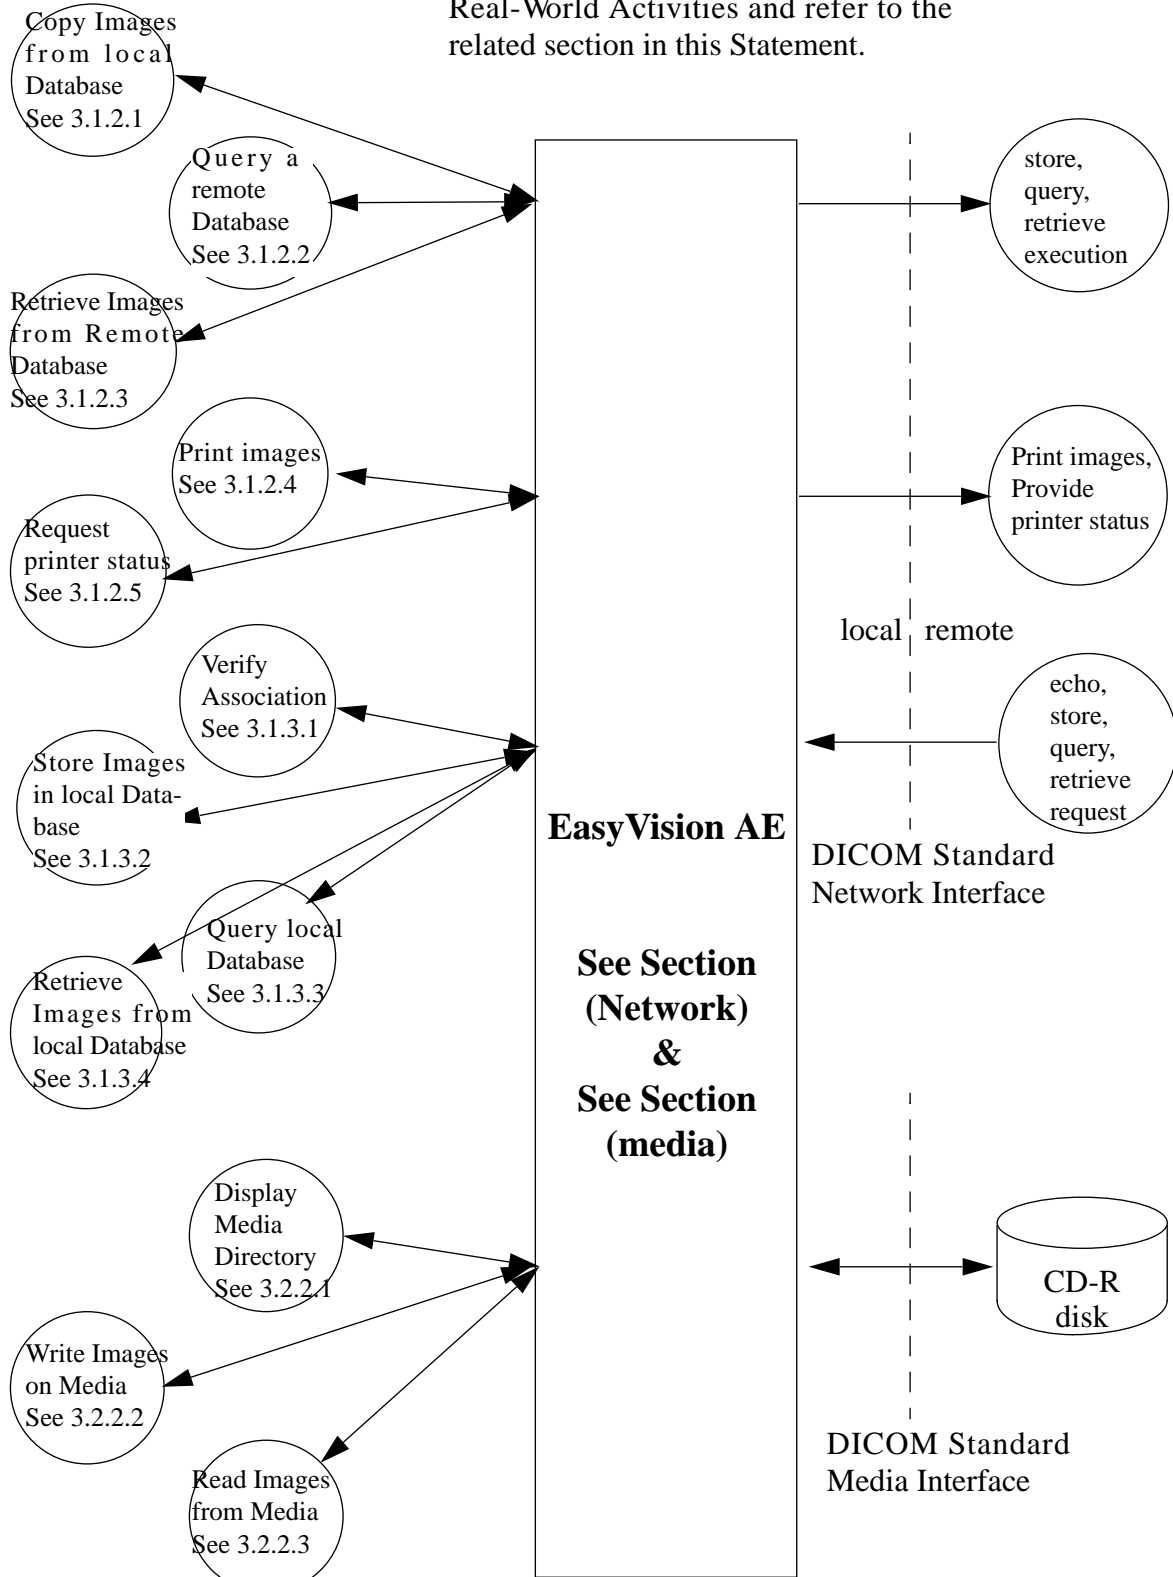 Real-World Activities and refer to the
related section in this Statement.
Copy Images
from local
Database
See 3.1.2.1
Query a
remote
Database
See 3.1.2.2
Retrieve Images
from Remote
Database
See 3.1.2.3
Print images
See 3.1.2.4
Request
printer status
See 3.1.2.5
Verify
Association
See 3.1.3.1
Store Images
in local Data-
base
See 3.1.3.2
Query local
Database
See 3.1.3.3
Retrieve
Images from
local Database
See 3.1.3.4
Display
Media
Directory
See 3.2.2.1
Write Images
on Media
See 3.2.2.2
Read Images
from Media
See 3.2.2.3
EasyVision AE
See Section
(Network)
&
See Section
(media)
store,
query,
retrieve
execution
Print images,
Provide
printer status
local remote
echo,
store,
query,
retrieve
request
DICOM Standard
Network Interface
CD-R
disk
DICOM Standard
Media Interface